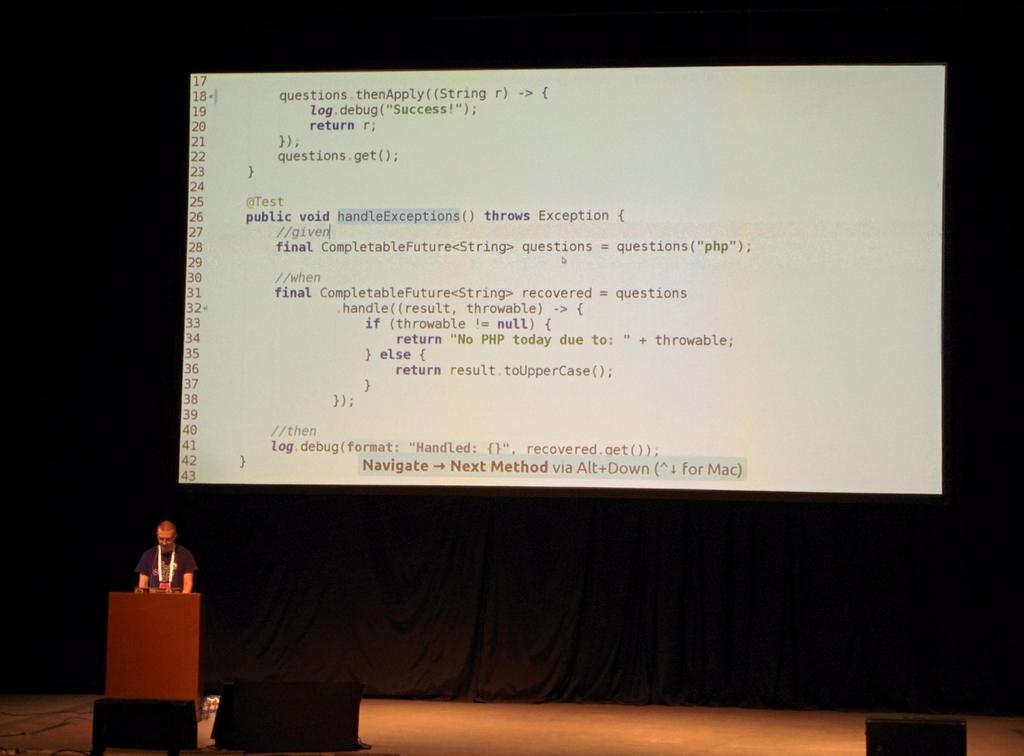 17
18 questions.thenApply((String r) -> {
19 log.debug("Success!");
20 return r;
21 });
22 questions.get();
23 }
24
25 @Test
26 public void handleExceptions() throws Exception {
27 //given
28 final CompletableFuture<String> questions = questions("php");
29
30 //when
31 final CompletableFuture<String> recovered = questions
32 .handle((result, throwable) -> {
33 if (throwable != null) {
34 return "No PHP today due to: " + throwable;
35 } else {
36 return result.toUpperCase();
37 }
38 });
39
40 //then
41 log.debug(format: "Handled: {}", recovered.get());
42 }
Navigate → Next Method via Alt+Down (^↓ for Mac)
43